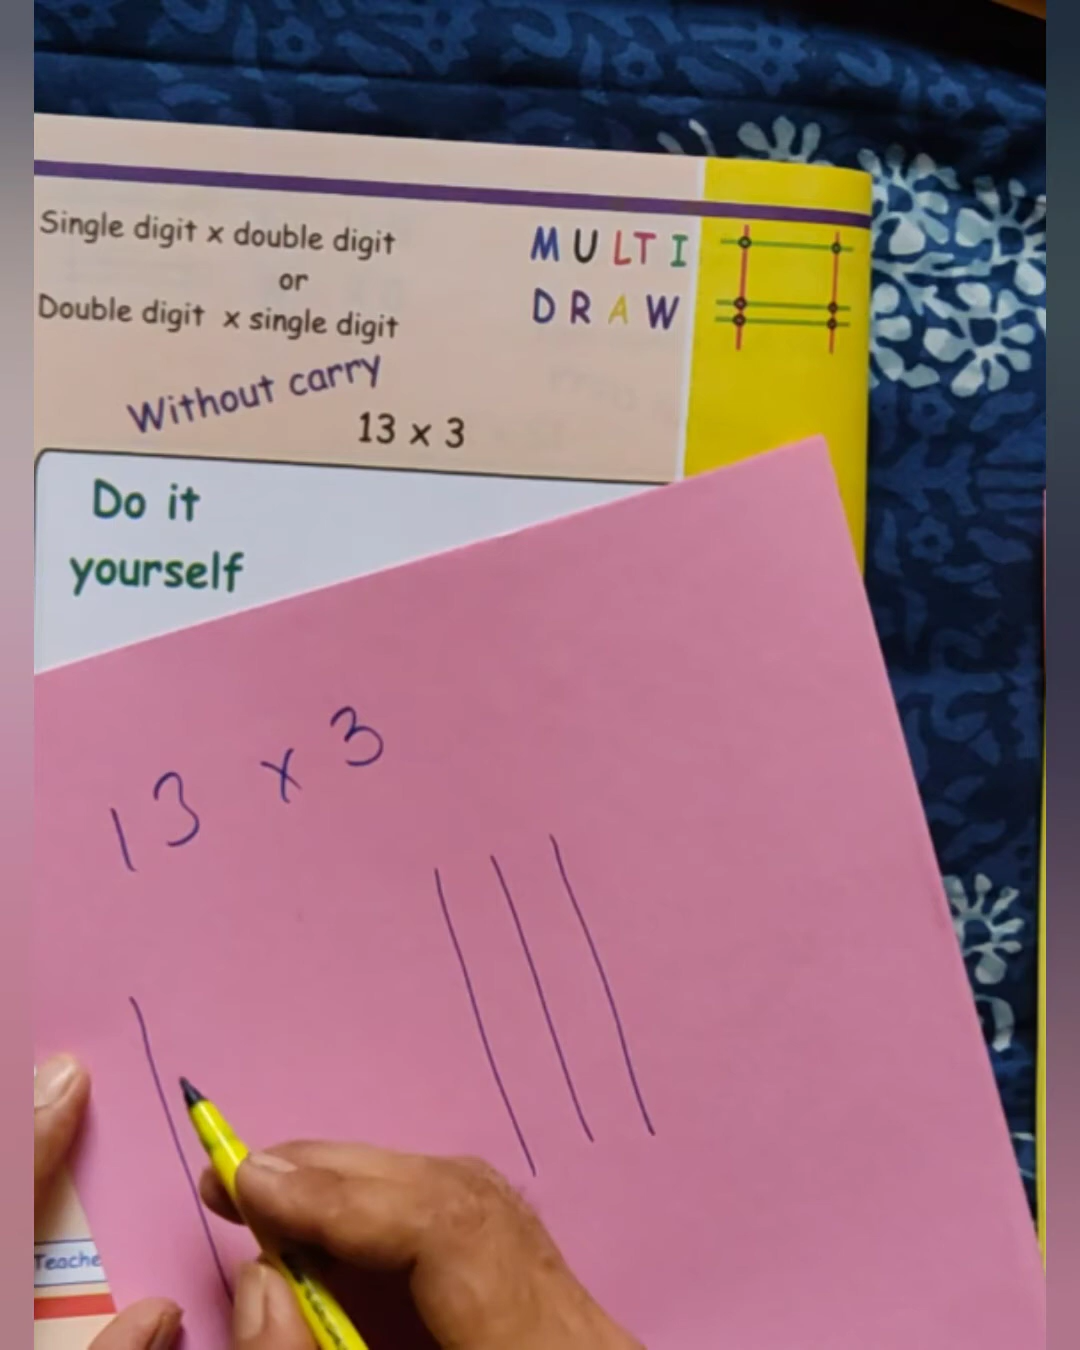 Single digit x double digit
or
Double digit x single digit
MULTI
DRAW
Without carry
13 x 3
Do it
yourself
13 x 3
Teache